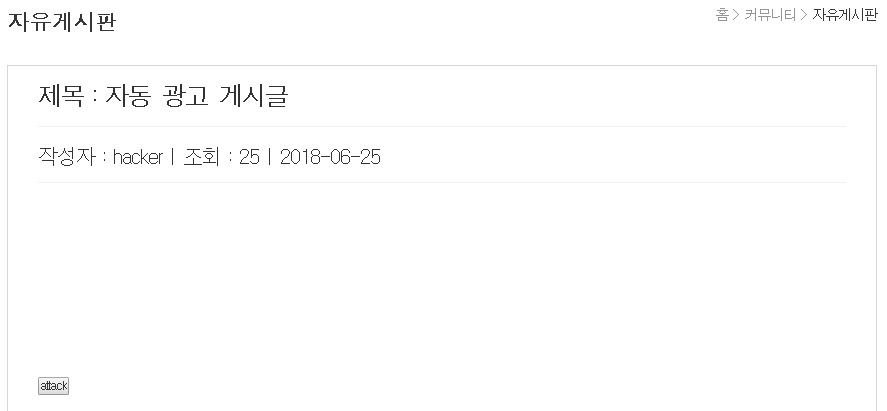 자유게시판
홈 > 커뮤니티 > 자유게시판
제목 : 자동 광고 게시글
작성자 : hacker | 조회 : 25 | 2018-06-25
attack